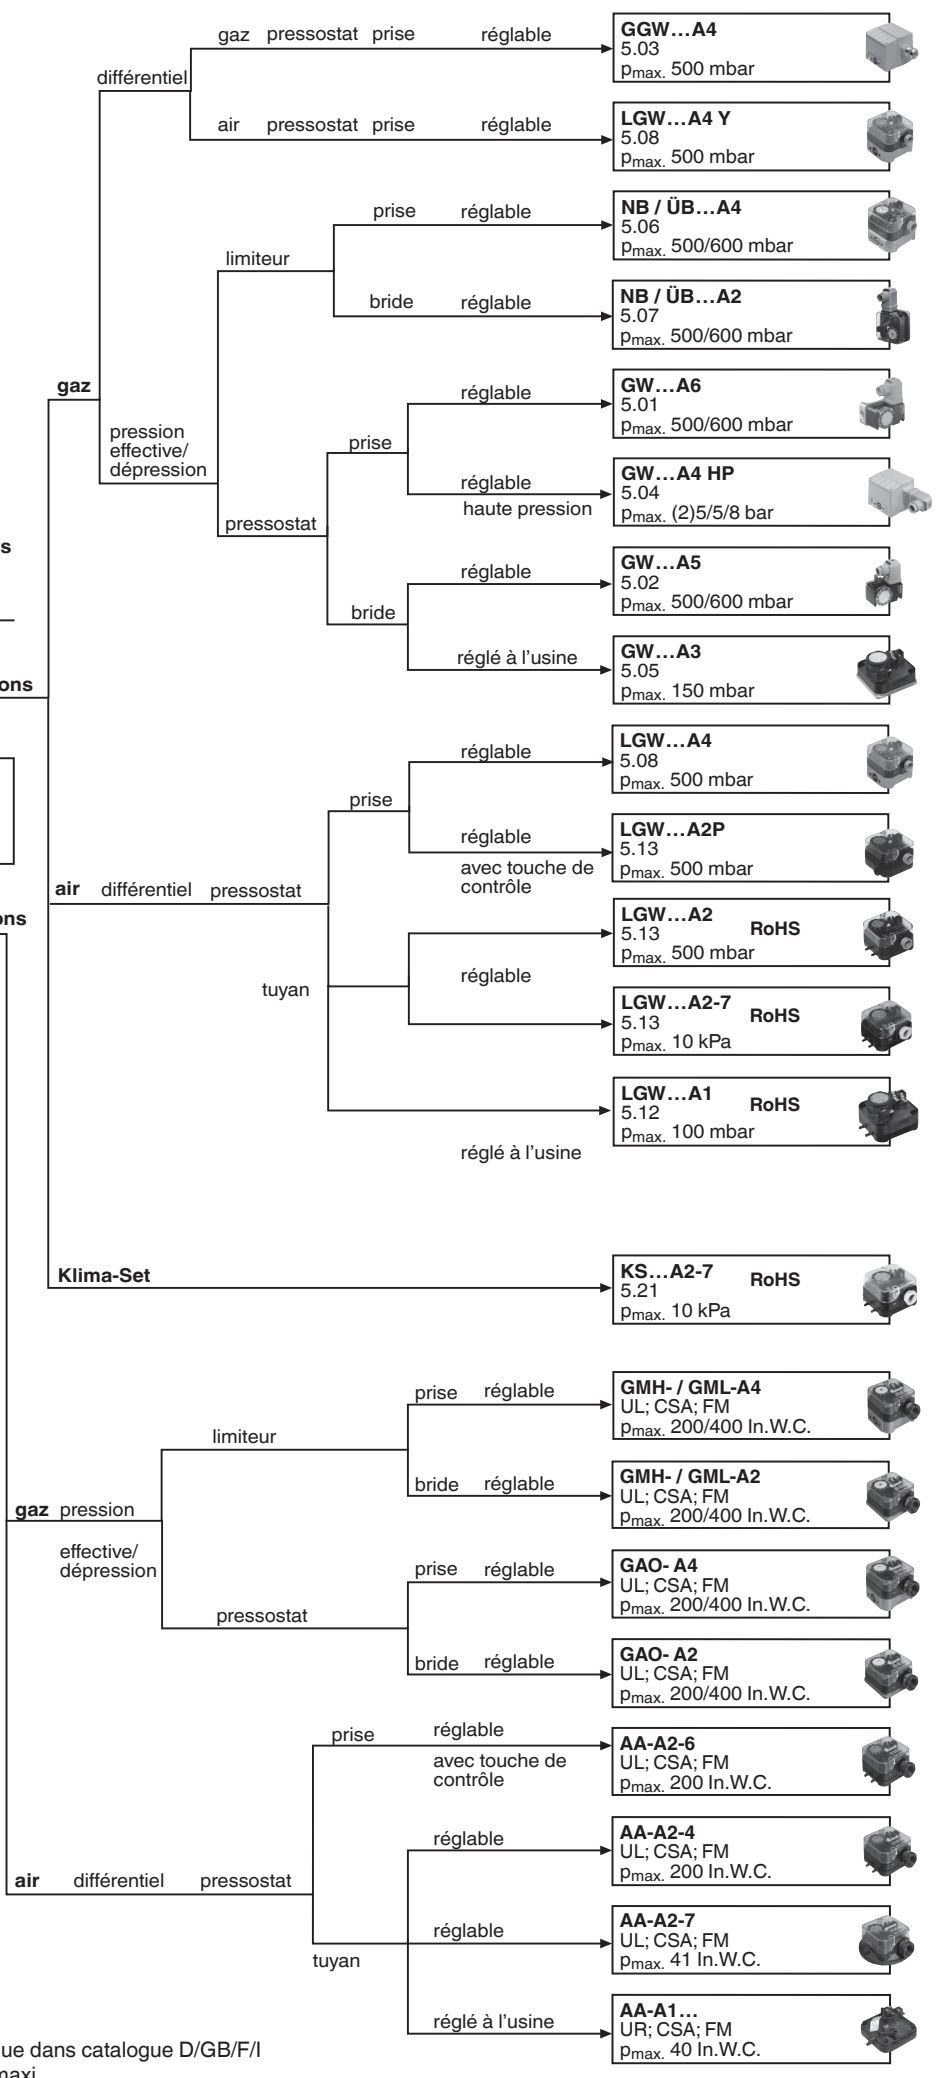 gaz pressostat prise réglable
GGW…A4
5.03
pmax. 500 mbar
différentiel
air pressostat prise réglable
LGW…A4 Y
5.08
pmax. 500 mbar
prise réglable
NB / ÜB…A4
5.06
pmax. 500/600 mbar
limiteur
bride réglable
NB / ÜB…A2
5.07
pmax. 500/600 mbar
gaz
réglable
GW…A6
5.01
pmax. 500/600 mbar
pression
effective/
dépression
prise
réglable
haute pression
GW…A4 HP
5.04
pmax. (2)5/5/8 bar
pressostat
s
réglable
GW…A5
5.02
pmax. 500/600 mbar
bride
réglé à l’usine
GW…A3
5.05
pmax. 150 mbar
ons
réglable
LGW…A4
5.08
pmax. 500 mbar
prise
réglable
avec touche de
contrôle
LGW…A2P
5.13
pmax. 500 mbar
air différentiel pressostat
ons
LGW…A2
5.13 RoHS
pmax. 500 mbar
réglable
tuyan
LGW…A2-7
5.13 RoHS
pmax. 10 kPa
LGW…A1
5.12 RoHS
pmax. 100 mbar
réglé à l’usine
Klima-Set
KS…A2-7
5.21 RoHS
pmax. 10 kPa
prise réglable
GMH- / GML-A4
UL; CSA; FM
pmax. 200/400 In.W.C.
limiteur
bride réglable
GMH- / GML-A2
UL; CSA; FM
pmax. 200/400 In.W.C.
gaz pression
effective/
dépression
prise réglable
GAO- A4
UL; CSA; FM
pmax. 200/400 In.W.C.
pressostat
bride réglable
GAO- A2
UL; CSA; FM
pmax. 200/400 In.W.C.
prise réglable
avec touche de
contrôle
AA-A2-6
UL; CSA; FM
pmax. 200 In.W.C.
réglable
AA-A2-4
UL; CSA; FM
pmax. 200 In.W.C.
air différentiel pressostat
réglable
AA-A2-7
UL; CSA; FM
pmax. 41 In.W.C.
tuyan
réglé à l’usine
AA-A1…
UR; CSA; FM
pmax. 40 In.W.C.
ue dans catalogue D/GB/F/I
maxi